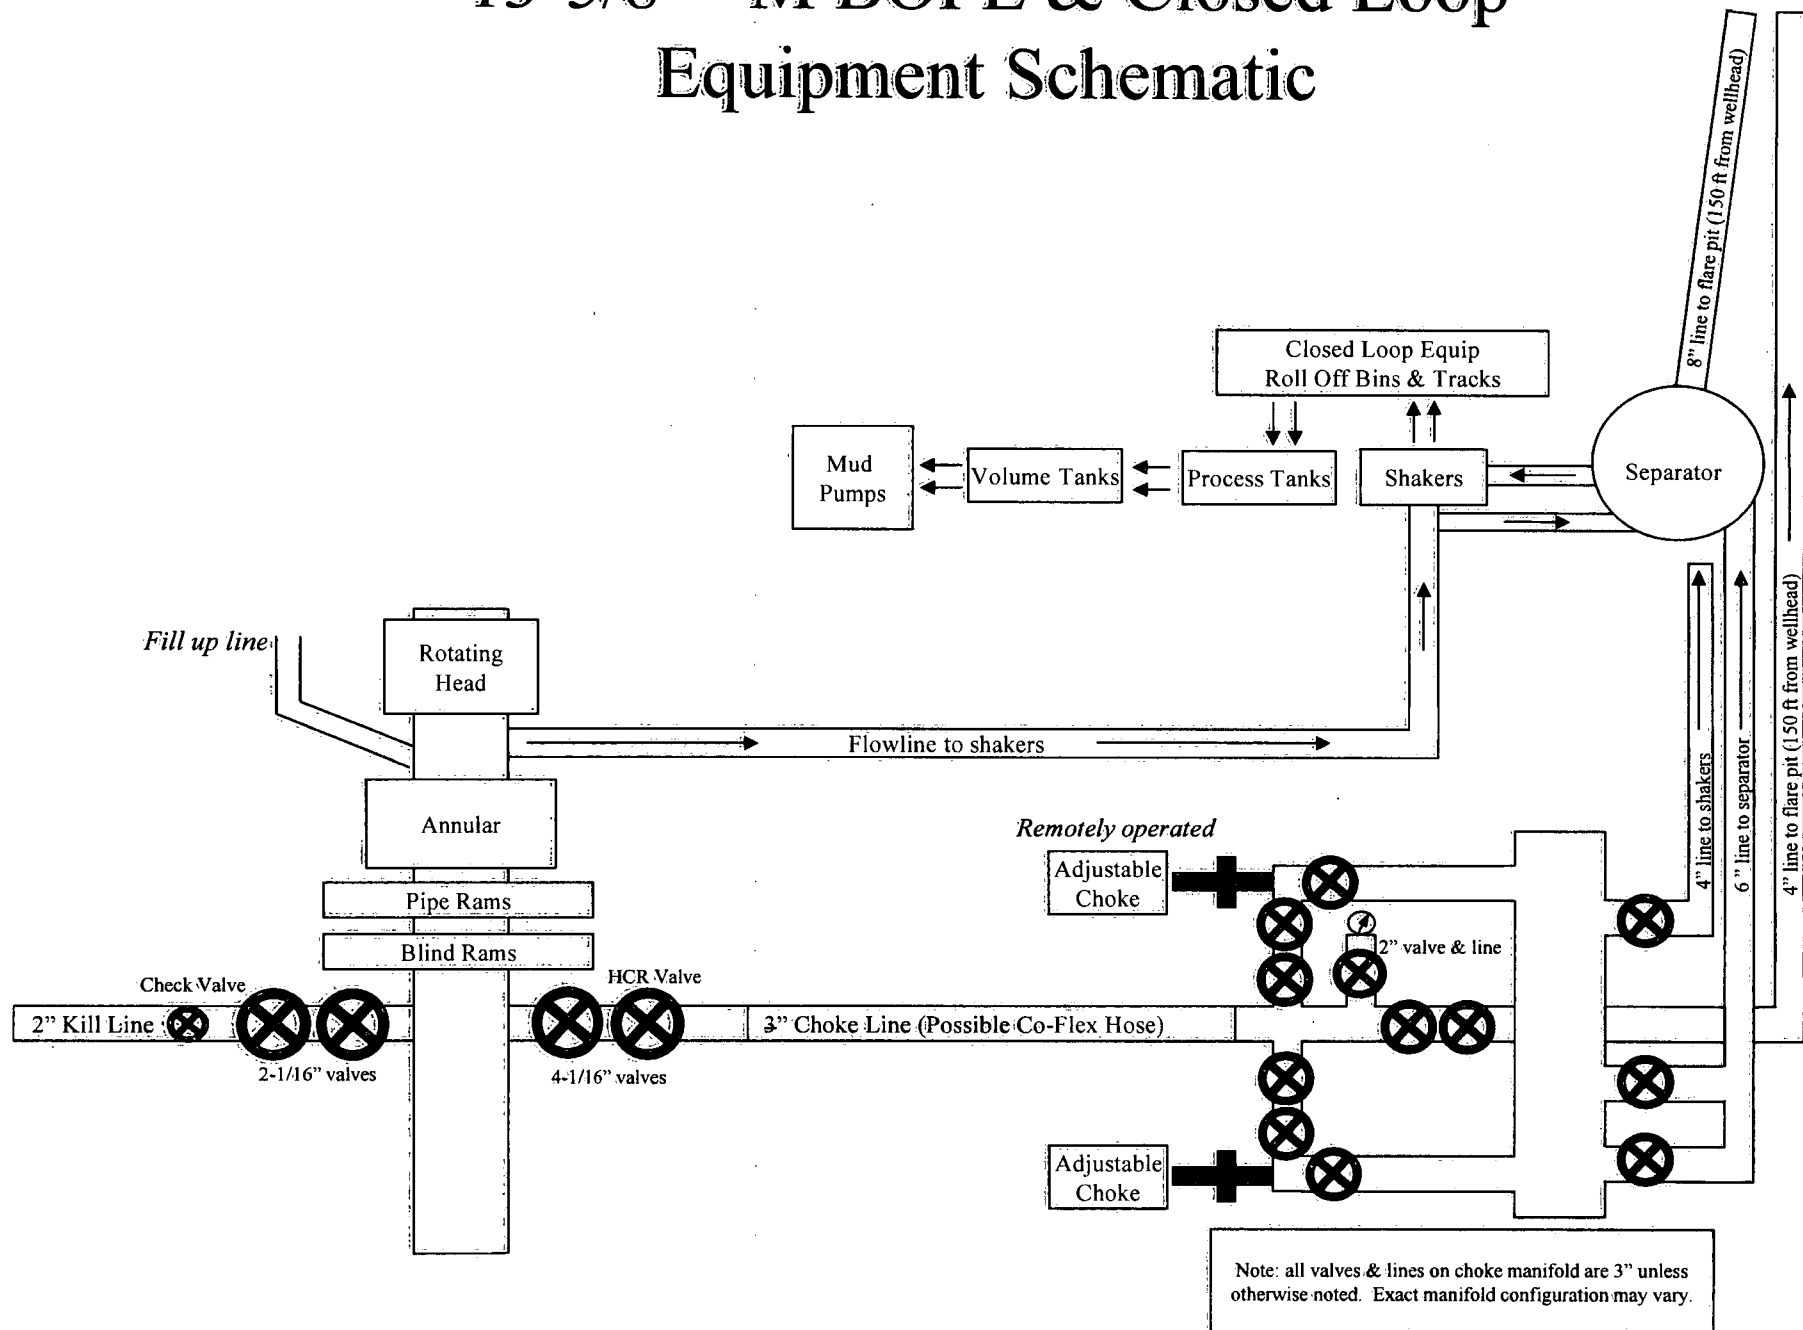 Equipment Schematic
8” line to flare pit (150 ft from wellhead)
Closed Loop Equip
Roll Off Bins & Tracks
Mud
Pumps
Volume Tanks
Process Tanks
Shakers
Separator
Fill up line
Rotating
Head
Flowline to shakers
Annular
Pipe Rams
Blind Rams
Remotely operated
Adjustable
Choke
4” line to shakers
6 ” line to separator
4” line to flare pit (150 ft from wellhead)
2” valve & line
Check Valve
HCR Valve
2” Kill Line
3” Choke Line (Possible Co-Flex Hose)
2-1/16” valves
4-1/16” valves
Adjustable
Choke
Note: all valves & lines on choke manifold are 3” unless
otherwise noted. Exact manifold configuration may vary.